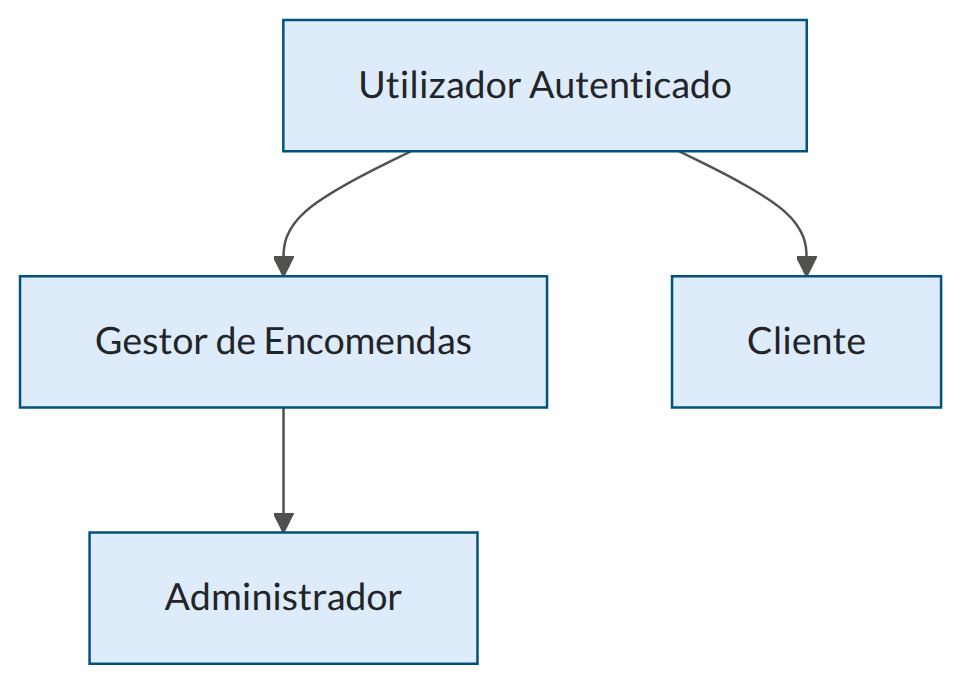 Utilizador Autenticado
Gestor de Encomendas
Cliente
Administrador